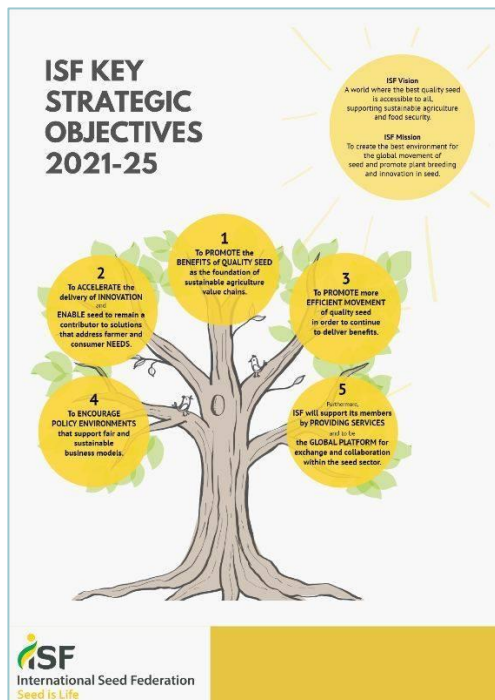 ISF KEY
STRATEGIC
OBJECTIVES
2021-25
ISF Vision
A world where the best quality seed
is accessible to all,
supporting sustainable agriculture
and food security.
ISF Mission
To create the best environment for
the global movement of
seed and promote plant breeding
and innovation in seed.
1
To PROMOTE the
BENEFITS of QUALITY SEED
as the foundation of
sustainable agriculture
value chains.
2
To ACCELERATE the
delivery of INNOVATION
and
ENABLE seed to remain a
contributor to solutions
that address farmer and
consumer NEEDS.
3
To PROMOTE more
EFFICIENT MOVEMENT
of quality seed
in order to continue
to deliver benefits.
4
To ENCOURAGE
POLICY ENVIRONMENTS
that support fair and
sustainable
business models.
5
Furthermore,
ISF will support its members
by PROVIDING SERVICES
and to be
the GLOBAL PLATFORM for
exchange and collaboration
within the seed sector.
ISF
International Seed Federation
Seed is Life